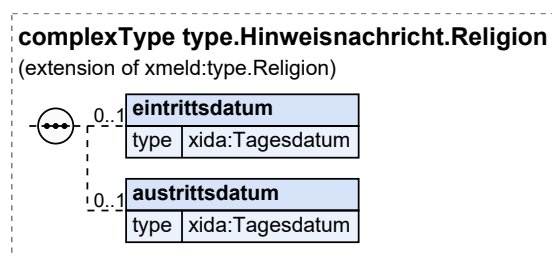 complexType type.Hinweisnachricht.Religion
(extension of xmeld:type.Religion)
0..1 eintrittsdatum
type xida:Tagesdatum
0..1 austrittsdatum
type xida:Tagesdatum